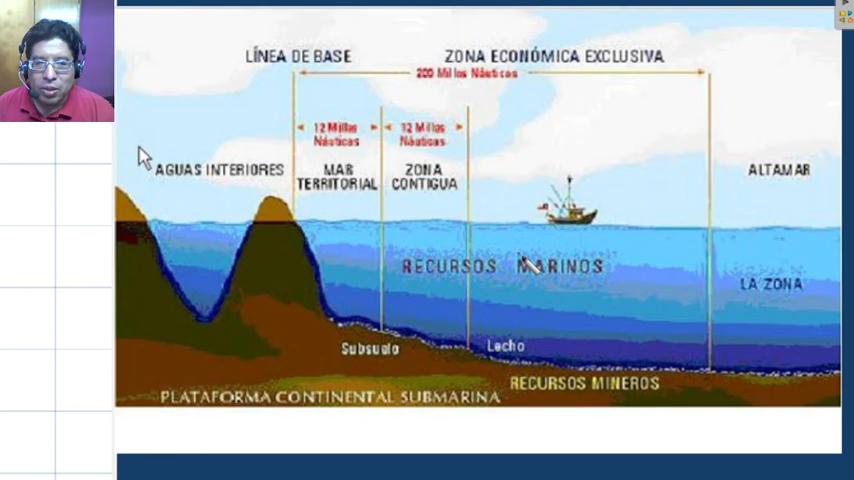 LÍNEA DE BASE
ZONA ECONÓMICA EXCLUSIVA
200 Millas Náuticas
12 Millas
Náuticas
12 Millas
Náuticas
AGUAS INTERIORES
MAR
TERRITORIAL
ZONA
CONTIGUA
ALTAMAR
RECURSOS MARINOS
LA ZONA
Subsuelo
Lecho
RECURSOS MINEROS
PLATAFORMA CONTINENTAL SUBMARINA